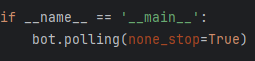 if __name__ == '__main__':
    bot.polling(none_stop=True)